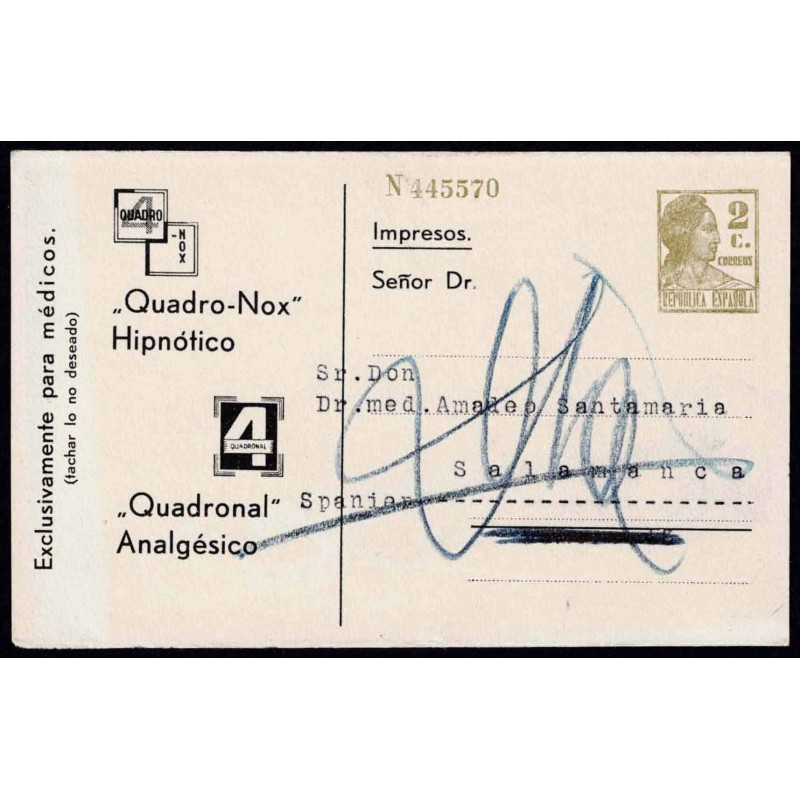 Exclusivamente para médicos.
(tachar lo no deseado)
4
QUADRO
-NOX
„Quadro-Nox"
Hipnótico
4
QUADRONAL
„Quadronal"
Analgésico
N 445570
Impresos.
Señor Dr.
2
C.
CORREOS
REPÚBLICA ESPAÑOLA
Sr.Don
Dr.med.Amadeo Santamaria
Salamanca
Spanien